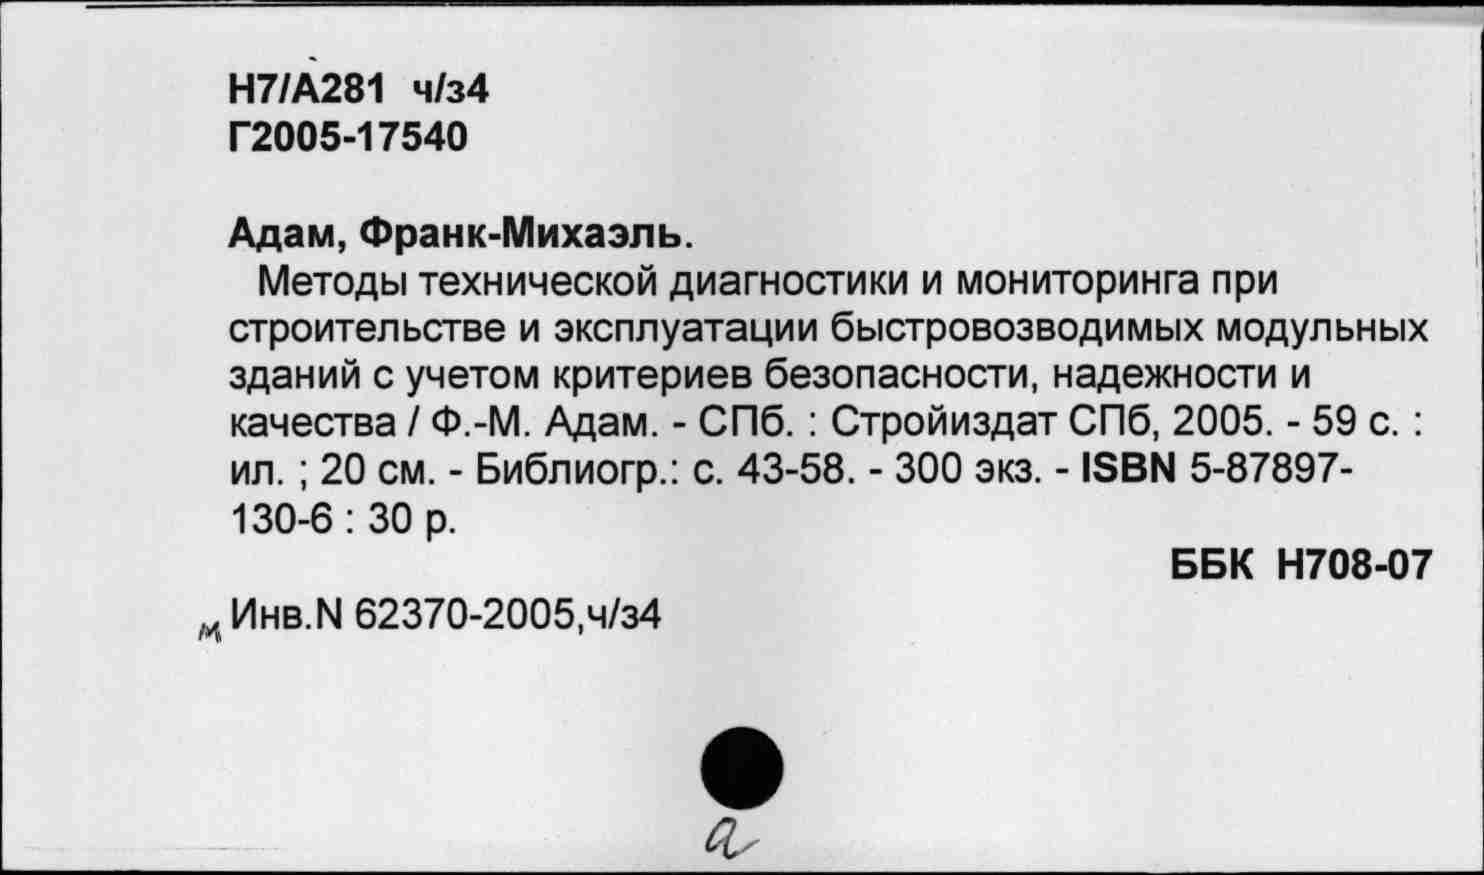 Н7/А281 ч/з4
Г2005-17540
Адам, Франк-Михаэль.
Методы технической диагностики и мониторинга при
строительстве и эксплуатации быстровозводимых модульных
зданий с учетом критериев безопасности, надежности и
качества / Ф.-М. Адам. - СПб. : Стройиздат СПб, 2005. - 59 с. :
ил. ; 20 см. - Библиогр.: с. 43-58. - 300 экз. - ISBN 5-87897-
130-6 : 30 р.
ББК Н708-07
м Инв.N 62370-2005,ч/з4
а